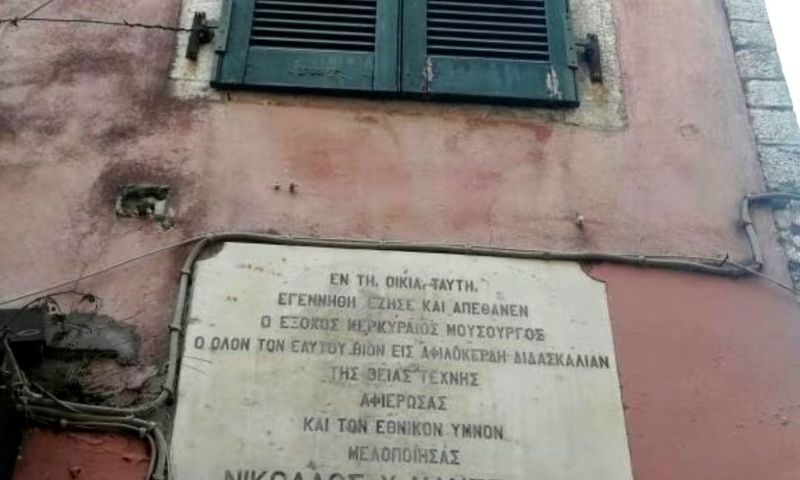 ΕΝ ΤΗ. ΟΙΚΙΑ, ΤΑΥΤΗ.
ΕΓΕΝΝΗΘΗ ΕΖΗΣΕ ΚΑΙ ΑΠΕΘΑΝΕΝ
Ο ΕΞΟΧΟΣ ΚΕΡΚΥΡΑΙΟΣ ΜΟΥΣΟΥΡΓΟΣ
Ο ΟΛΟΝ ΤΟΝ ΕΑΥΤΟΥ ΒΙΟΝ ΕΙΣ ΑΦΙΛΟΚΕΡΔΗ ΔΙΔΑΣΚΑΛΙΑΝ
ΤΗΣ ΘΕΙΑΣ ΤΕΧΝΗΣ
ΑΦΙΕΡΩΣΑΣ
ΚΑΙ ΤΟΝ ΕΘΝΙΚΟΝ ΥΜΝΟΝ
ΜΕΛΟΠΟΙΗΣΑΣ
ΝΙΚΟΛΑΟΣ Χ.